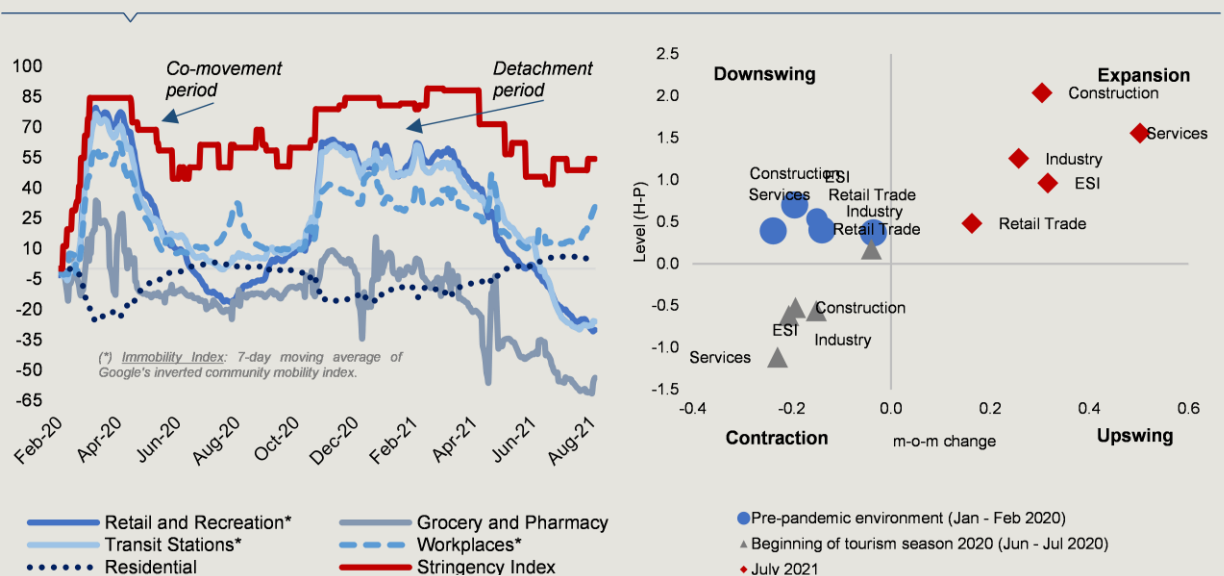 100
85
70
55
40
25
10
-5
-20
-35
-50
-65
Co-movement
period
Detachment
period
(*) Immobility Index: 7-day moving average of
Google's inverted community mobility index.
Feb-20
Apr-20
Jun-20
Aug-20
Oct-20
Dec-20
Feb-21
Apr-21
Jun-21
Aug-21
Retail and Recreation*
Grocery and Pharmacy
Transit Stations*
Workplaces*
Residential
Stringency Index
2.5
2.0
1.5
1.0
0.5
0.0
-0.5
-1.0
-1.5
Level (H-P)
Downswing
Expansion
Construction
Services
Industry
ESI
Retail Trade
Construction
ESI
Services
Retail Trade
Industry
Retail Trade
Construction
ESI
Industry
Services
-0.4
-0.2
0.0
0.2
0.4
0.6
Contraction
m-o-m change
Upswing
Pre-pandemic environment (Jan - Feb 2020)
Beginning of tourism season 2020 (Jun - Jul 2020)
July 2021